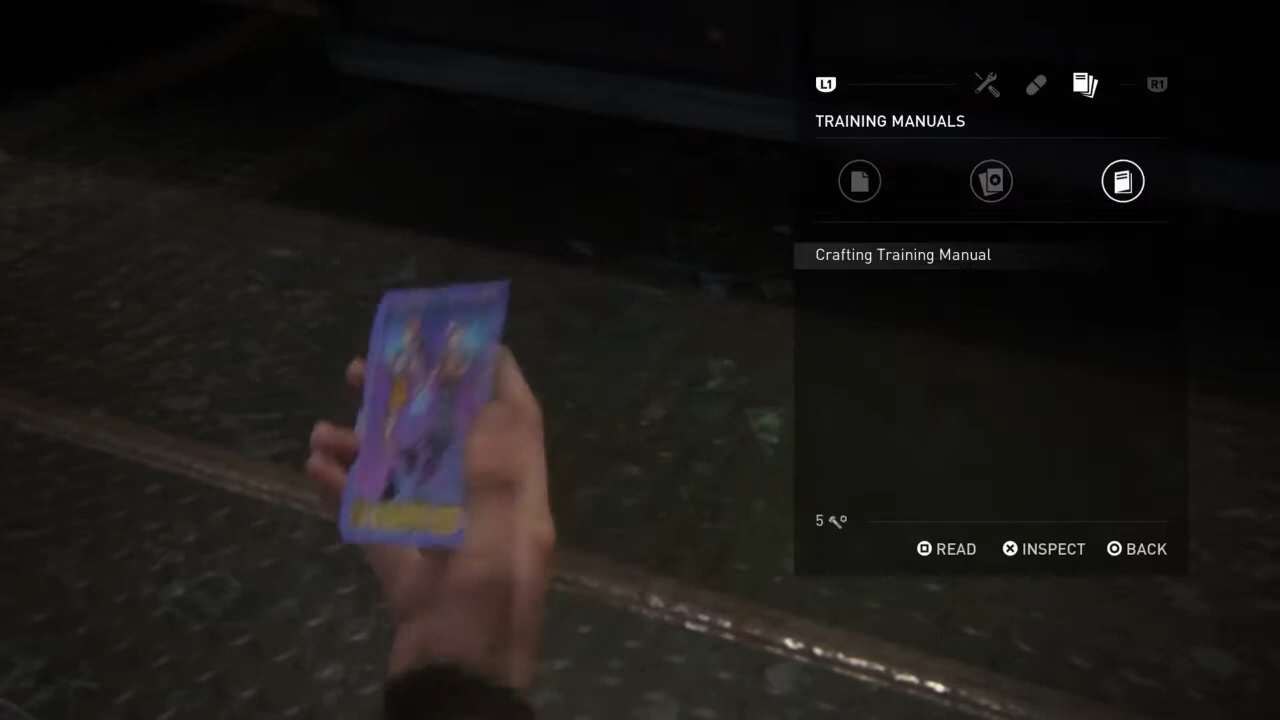 L1
R1
TRAINING MANUALS
Crafting Training Manual
5
READ INSPECT BACK